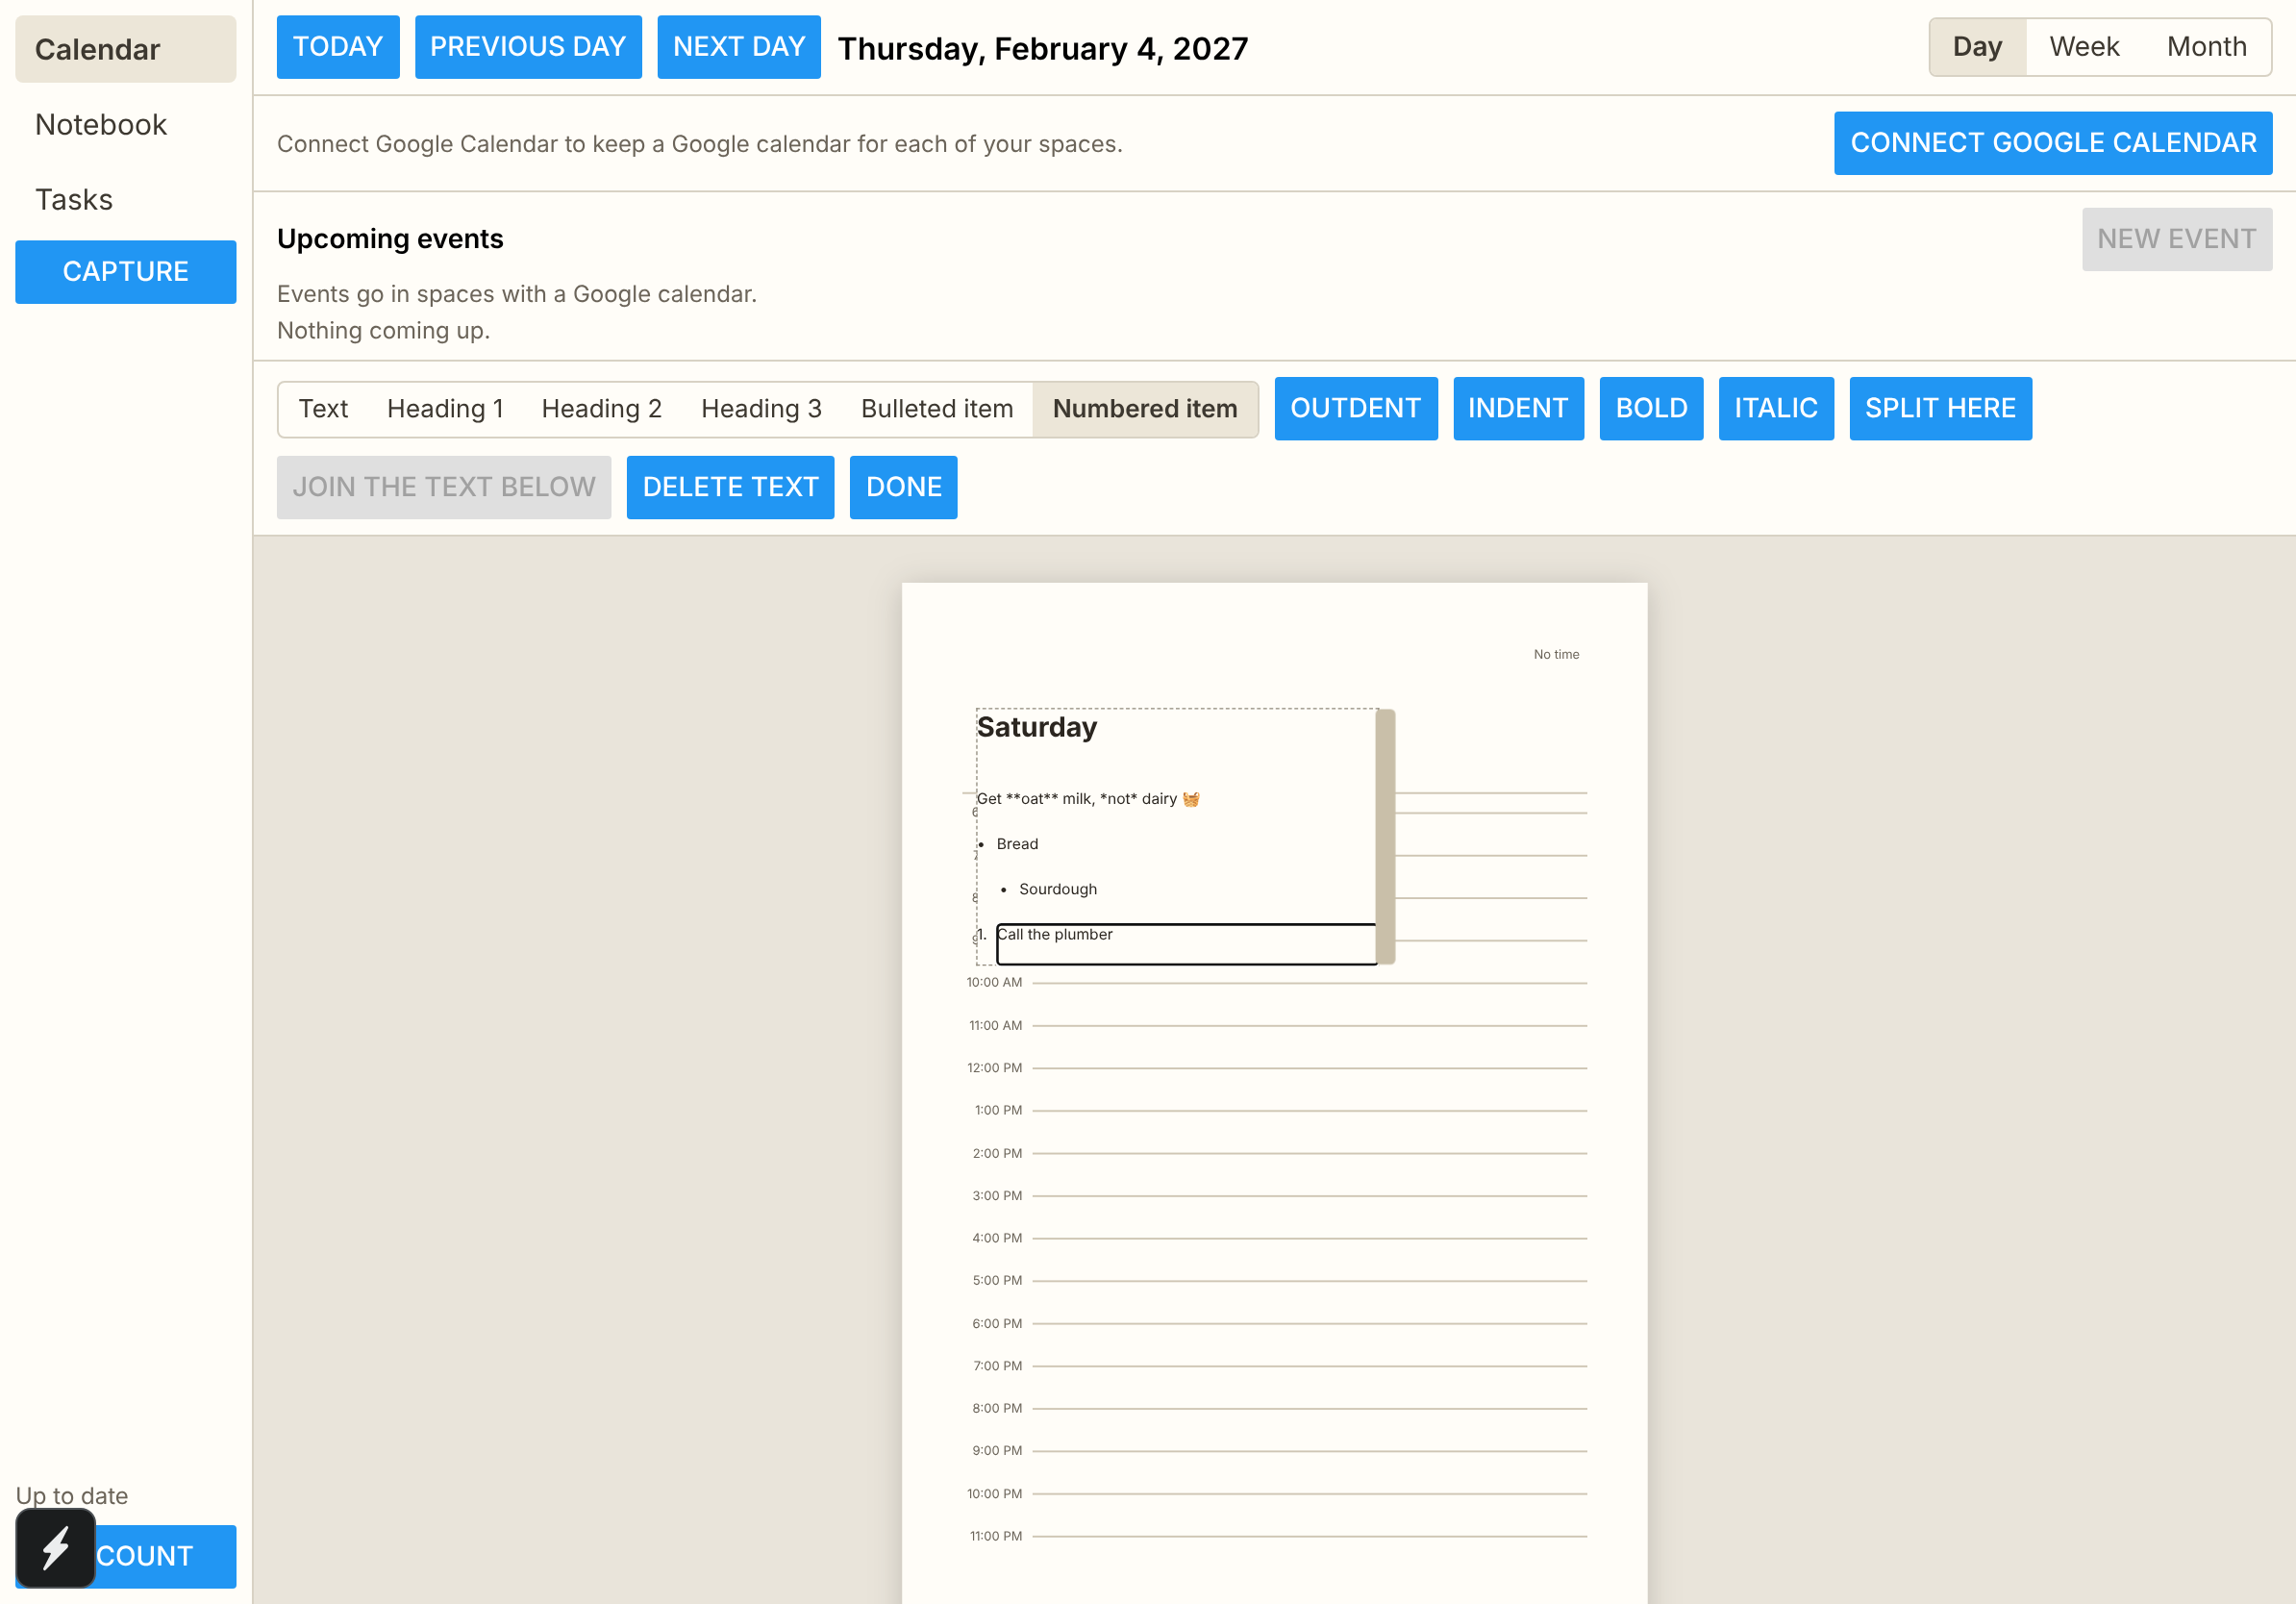 Calendar
Notebook
Tasks
CAPTURE
TODAY PREVIOUS DAY NEXT DAY Thursday, February 4, 2027 Day Week Month
Connect Google Calendar to keep a Google calendar for each of your spaces. CONNECT GOOGLE CALENDAR
Upcoming events NEW EVENT
Events go in spaces with a Google calendar.
Nothing coming up.
Text Heading 1 Heading 2 Heading 3 Bulleted item Numbered item OUTDENT INDENT BOLD ITALIC SPLIT HERE
JOIN THE TEXT BELOW DELETE TEXT DONE
No time
Saturday
Get **oat** milk, *not* dairy 🧺
• Bread
• Sourdough
1. Call the plumber
10:00 AM
11:00 AM
12:00 PM
1:00 PM
2:00 PM
3:00 PM
4:00 PM
5:00 PM
6:00 PM
7:00 PM
8:00 PM
9:00 PM
10:00 PM
11:00 PM
Up to date
COUNT